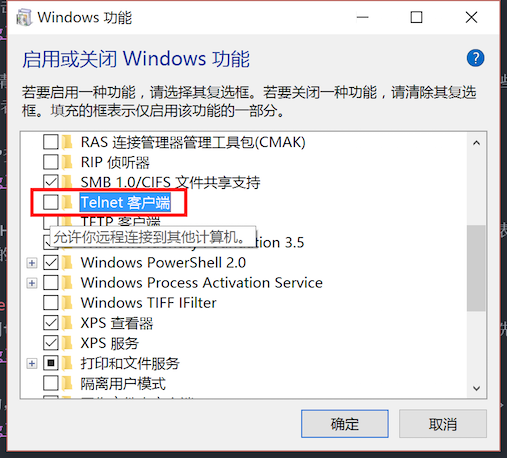 Windows 功能
启用或关闭 Windows 功能
若要启用一种功能，请选择其复选框。若要关闭一种功能，请清除其复选
框。填充的框表示仅启用该功能的一部分。
RAS 连接管理器管理工具包(CMAK)
RIP 侦听器
SMB 1.0/CIFS 文件共享支持
Telnet 客户端
TFTP 客户端
允许你远程连接到其他计算机。
ation 3.5
Windows PowerShell 2.0
Windows Process Activation Service
Windows TIFF IFilter
XPS 查看器
XPS 服务
打印和文件服务
隔离用户模式
确定
取消